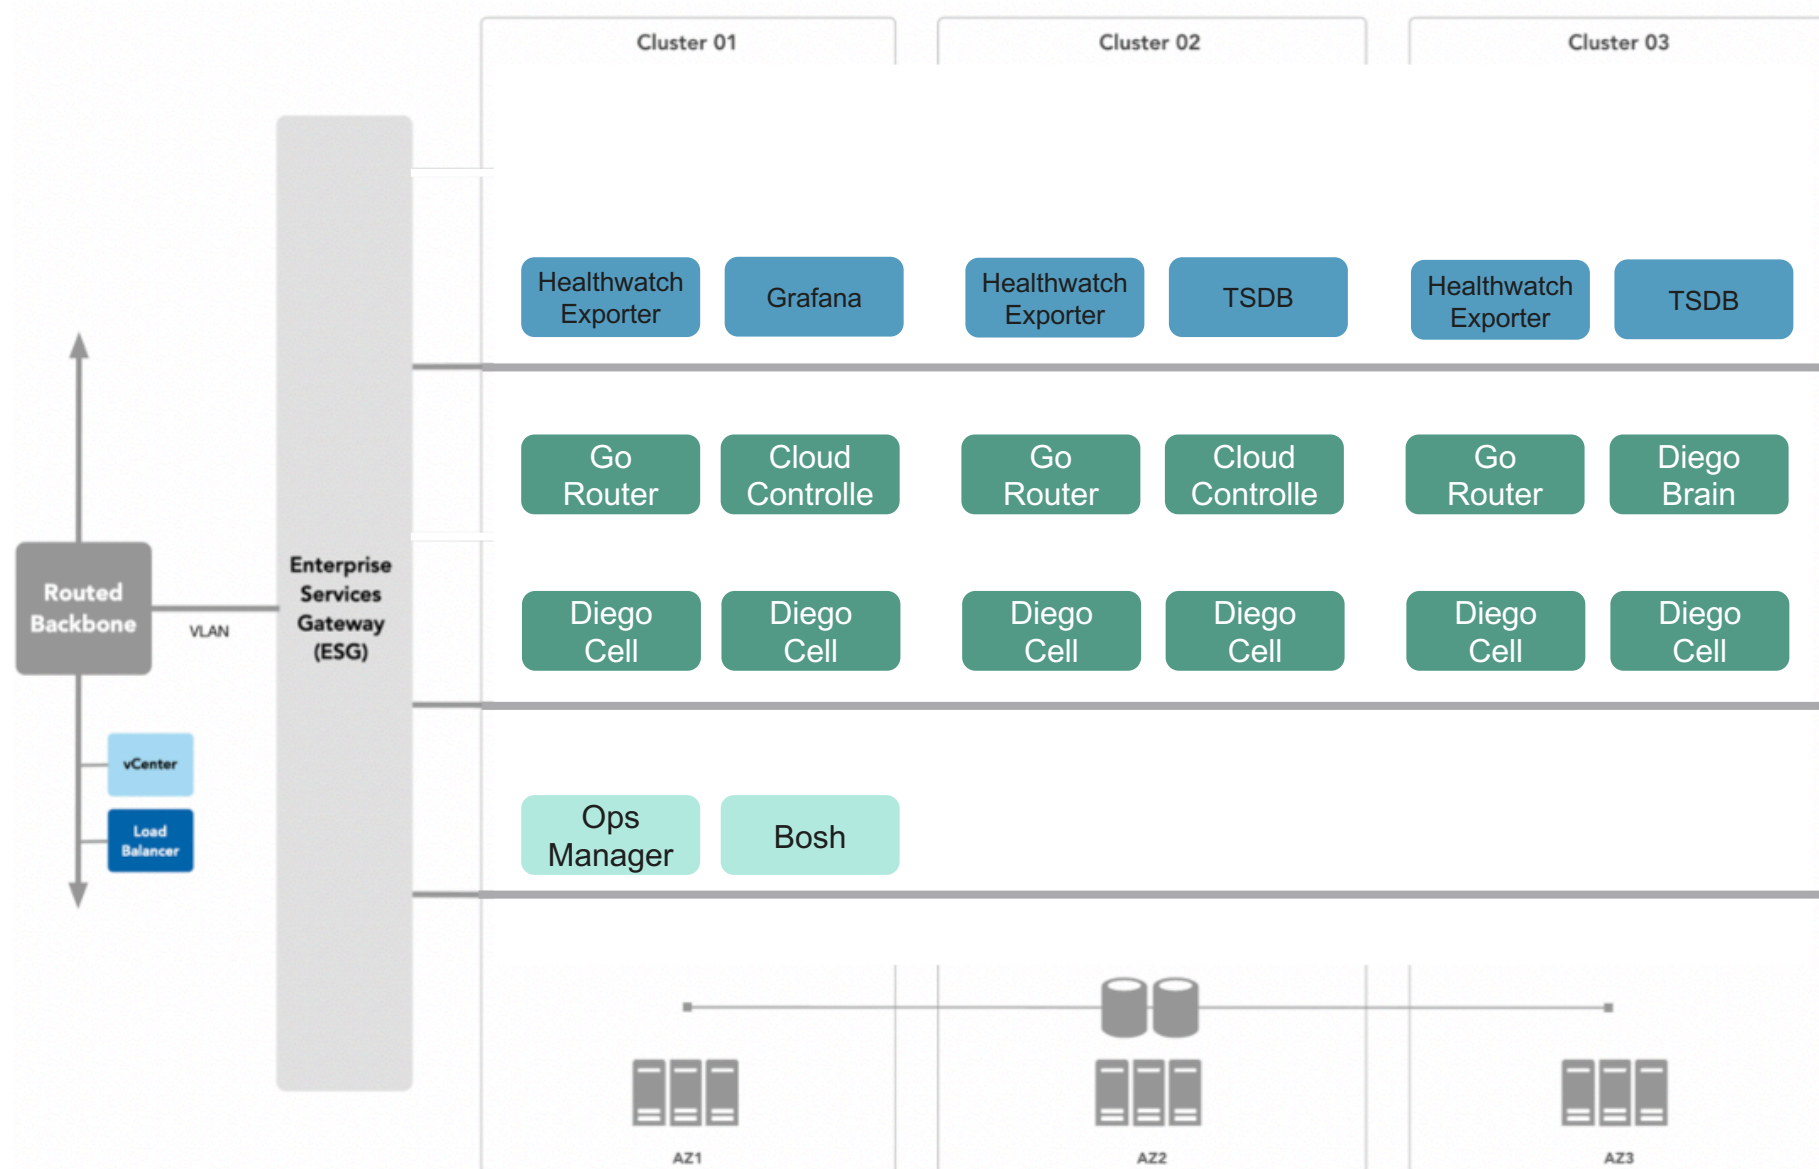 Cluster 01
Cluster 02
Cluster 03
Healthwatch
Exporter
Grafana
Healthwatch
Exporter
TSDB
Healthwatch
Exporter
TSDB
Go
Router
Cloud
Controlle
Go
Router
Cloud
Controlle
Go
Router
Diego
Brain
Routed
Backbone
VLAN
Enterprise
Services
Gateway
(ESG)
Diego
Cell
Diego
Cell
Diego
Cell
Diego
Cell
Diego
Cell
Diego
Cell
vCenter
Load
Balancer
Ops
Manager
Bosh
AZ1
AZ2
AZ3